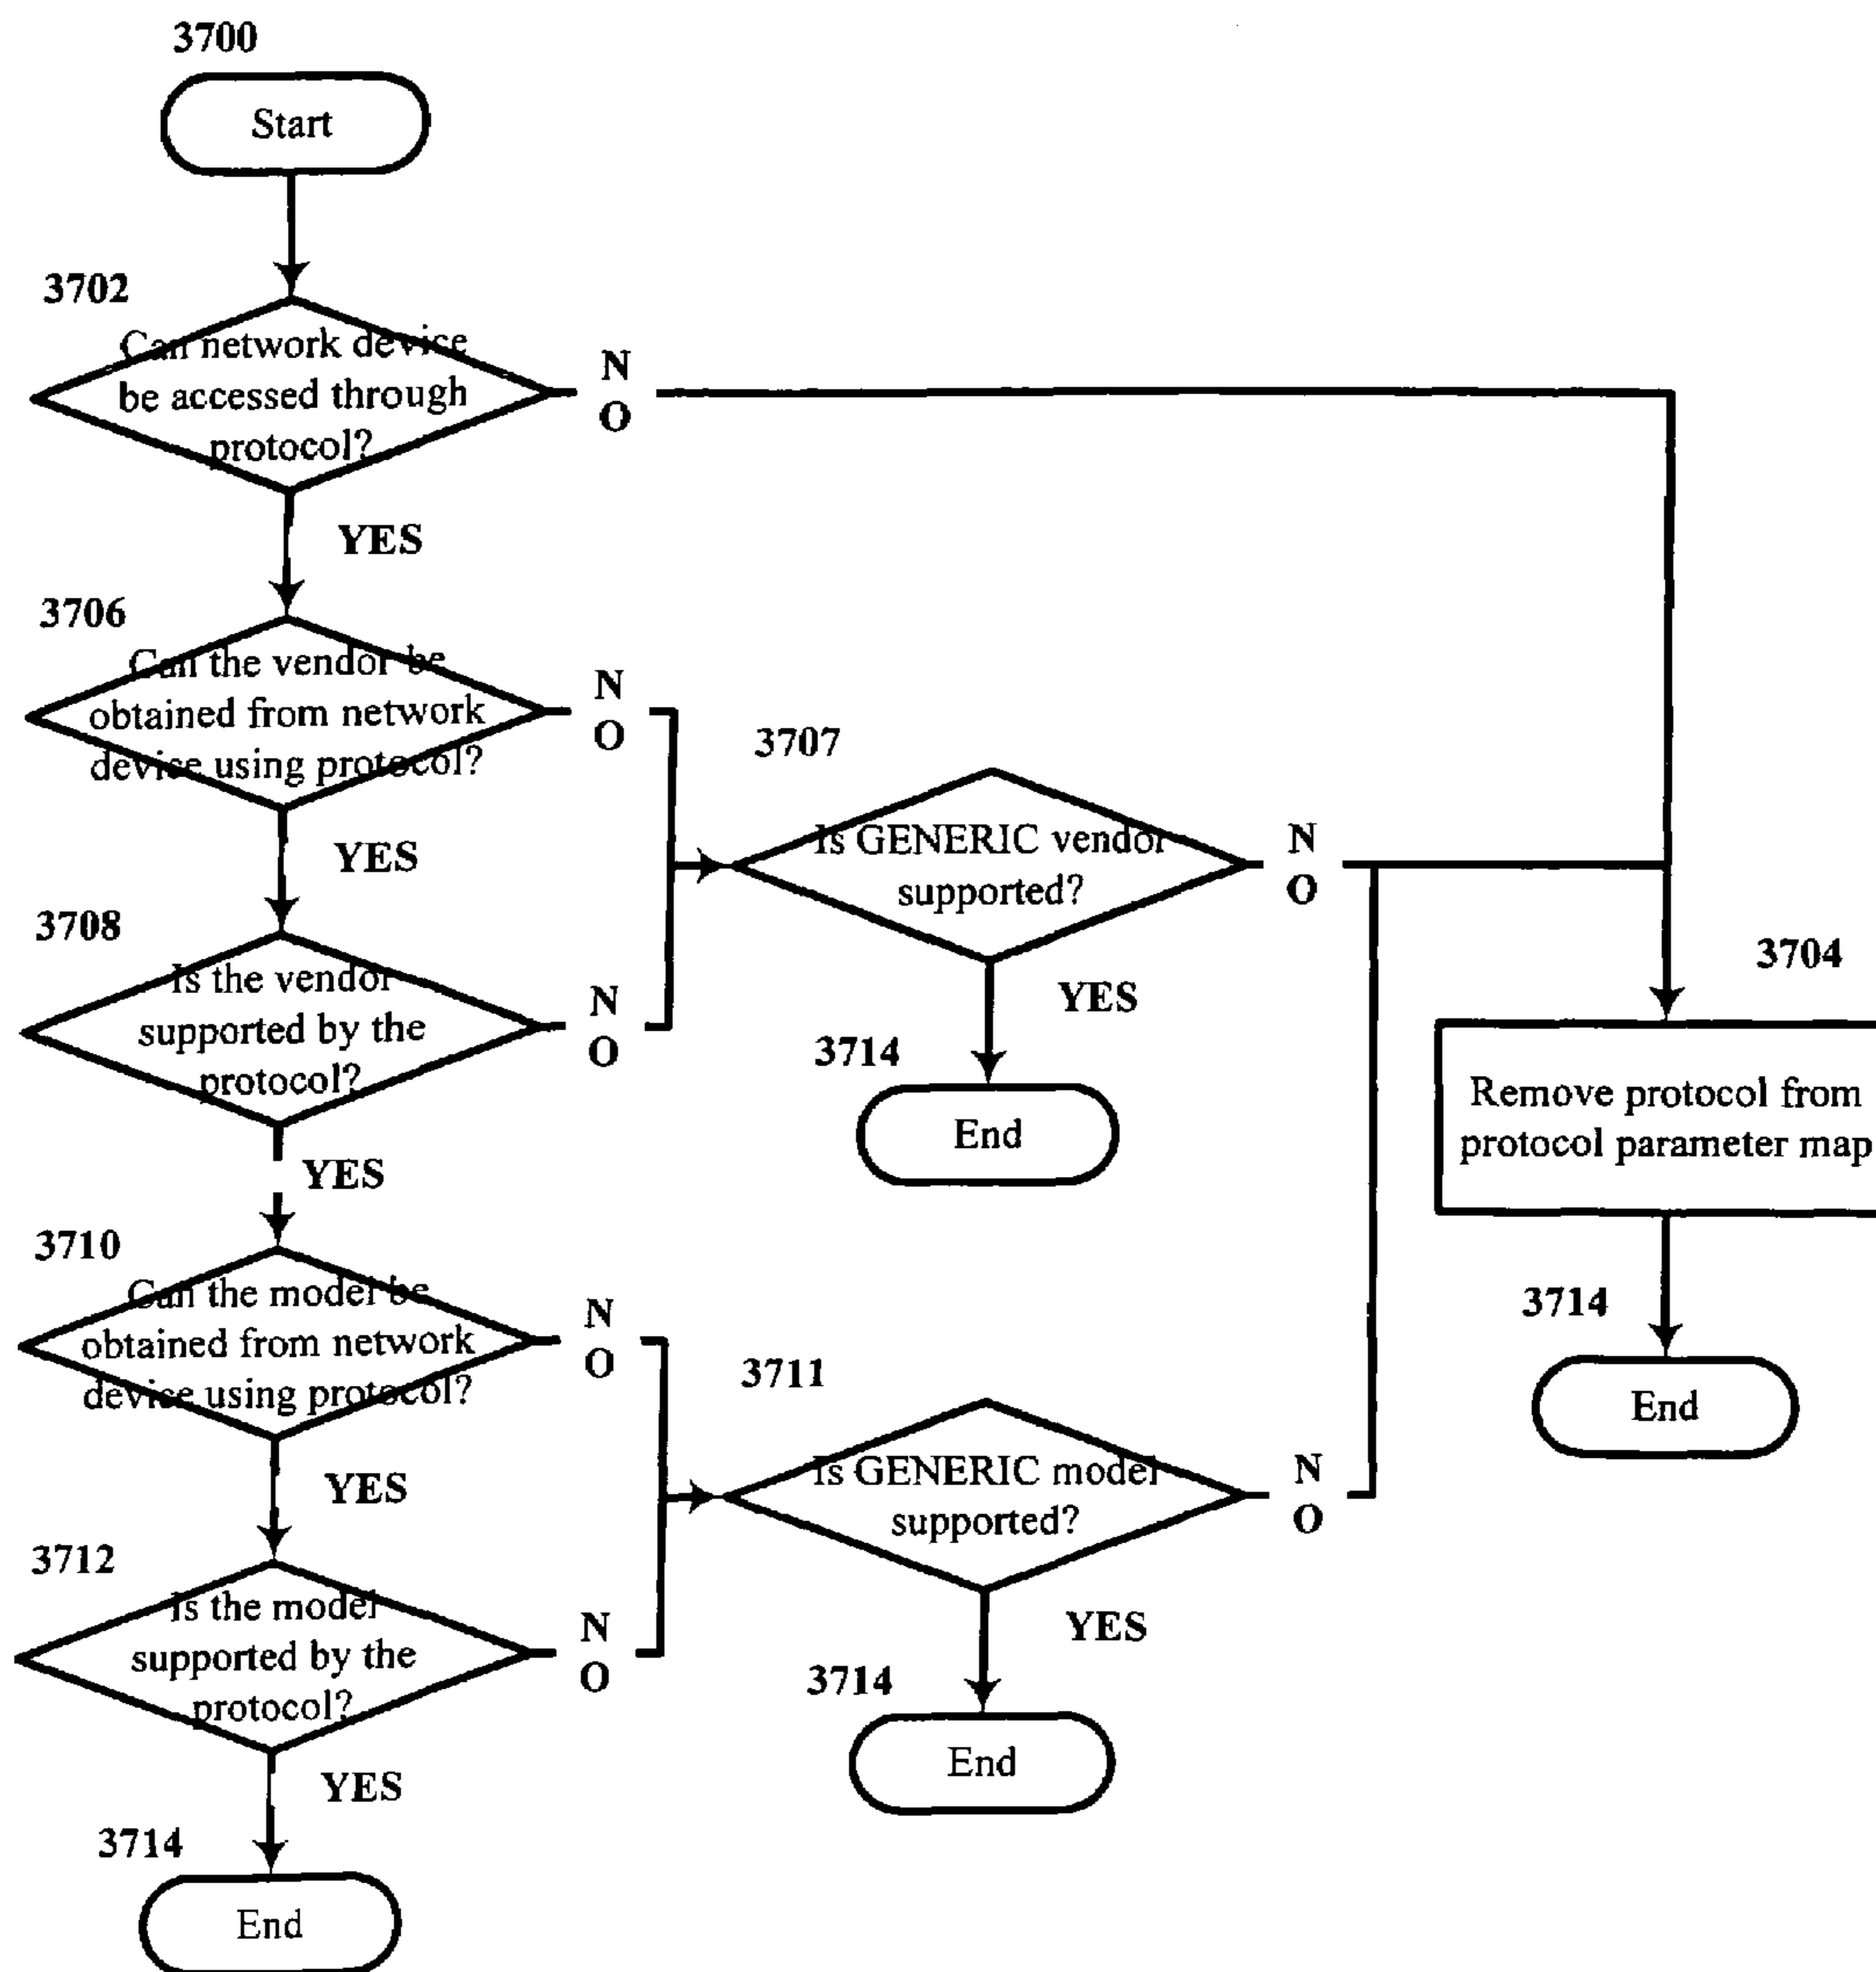 3700
Start
3702
Can network device
be accessed through
protocol?
N
O
YES
3706
Can the vendor be
obtained from network
device using protocol?
N
O
YES
3707
Is GENERIC vendor
supported?
N
O
YES
3714
End
3708
Is the vendor
supported by the
protocol?
N
O
YES
3704
Remove protocol from
protocol parameter map
3714
End
3710
Can the model be
obtained from network
device using protocol?
N
O
YES
3711
Is GENERIC model
supported?
N
O
YES
3714
End
3712
Is the model
supported by the
protocol?
N
O
YES
3714
End